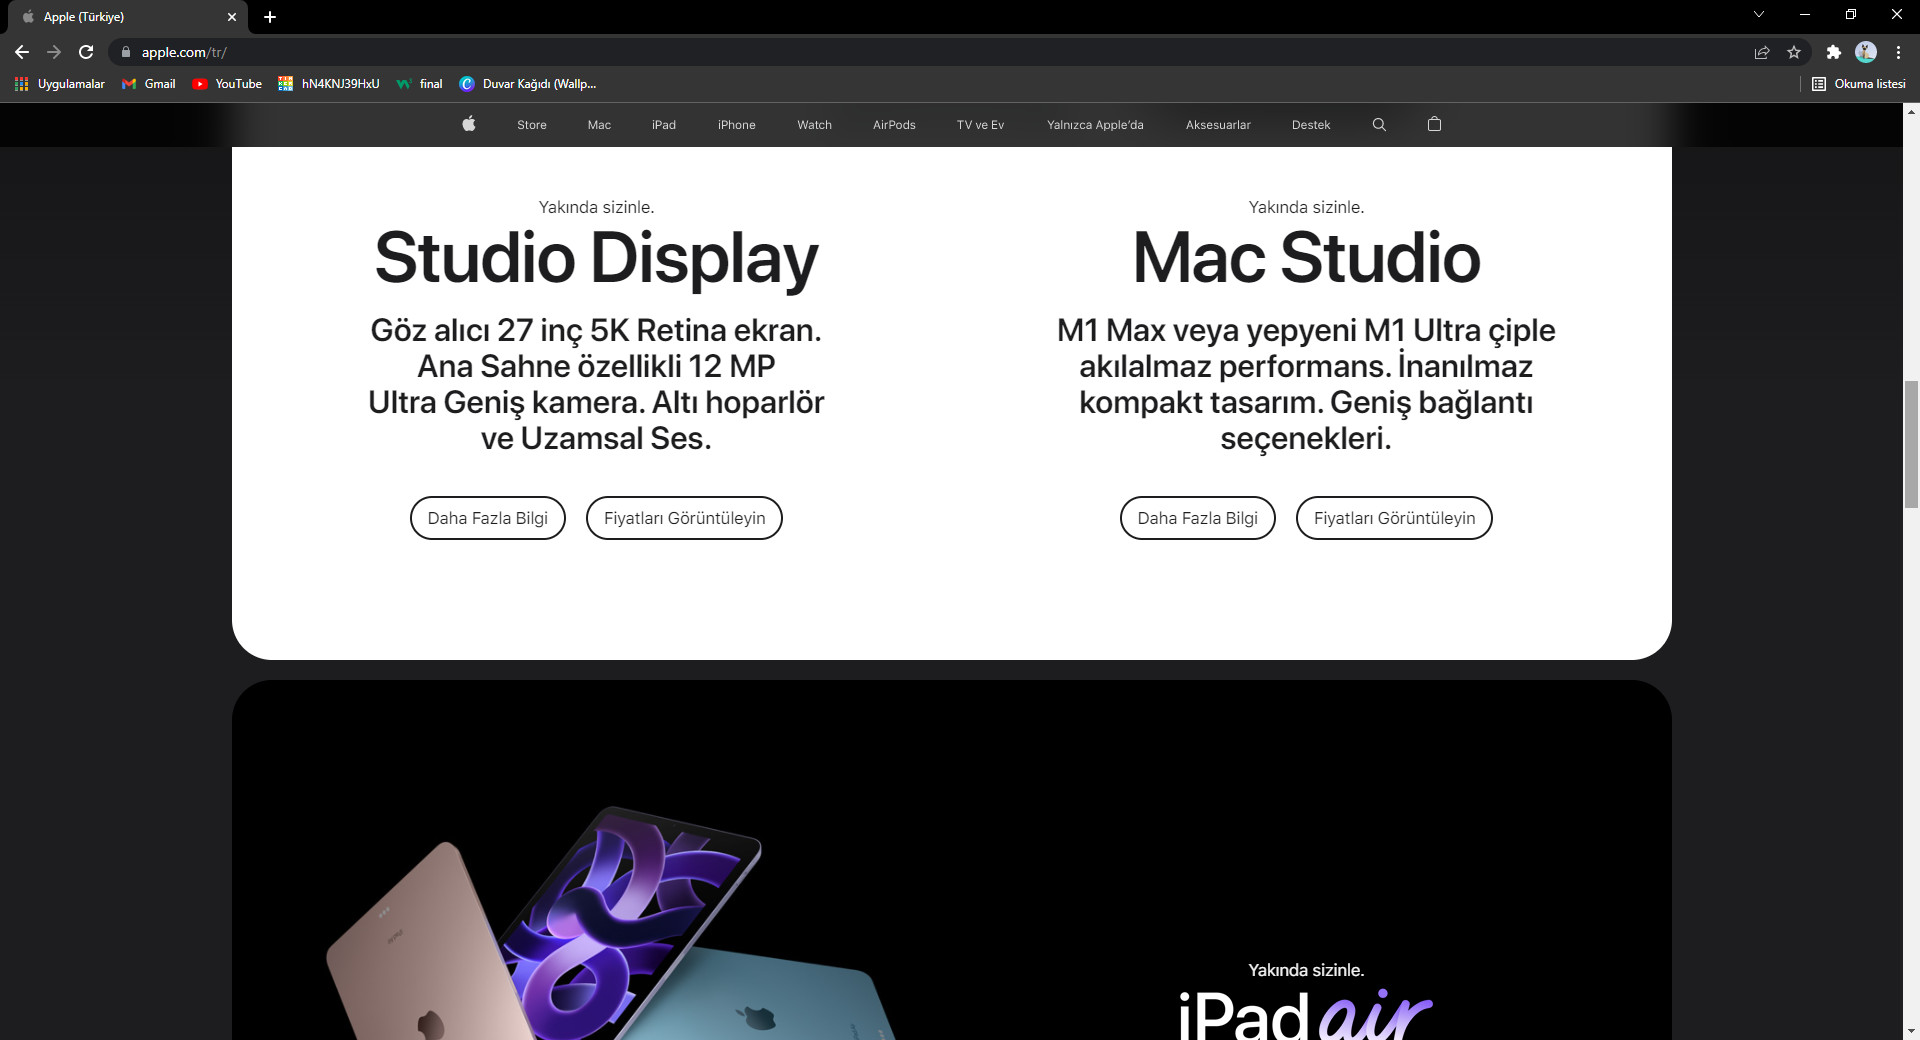 Apple (Türkiye)
apple.com/tr/
Uygulamalar
Gmail
YouTube
hN4KNJ39HxU
final
Duvar Kağıdı (Wallp...
Okuma listesi
Store
Mac
iPad
iPhone
Watch
AirPods
TV ve Ev
Yalnızca Apple’da
Aksesuarlar
Destek
Yakında sizinle.
Studio Display
Göz alıcı 27 inç 5K Retina ekran.
Ana Sahne özellikli 12 MP
Ultra Geniş kamera. Altı hoparlör
ve Uzamsal Ses.
Daha Fazla Bilgi
Fiyatları Görüntüleyin
Yakında sizinle.
Mac Studio
M1 Max veya yepyeni M1 Ultra çiple
akılalmaz performans. İnanılmaz
kompakt tasarım. Geniş bağlantı
seçenekleri.
Daha Fazla Bilgi
Fiyatları Görüntüleyin
Yakında sizinle.
iPad air